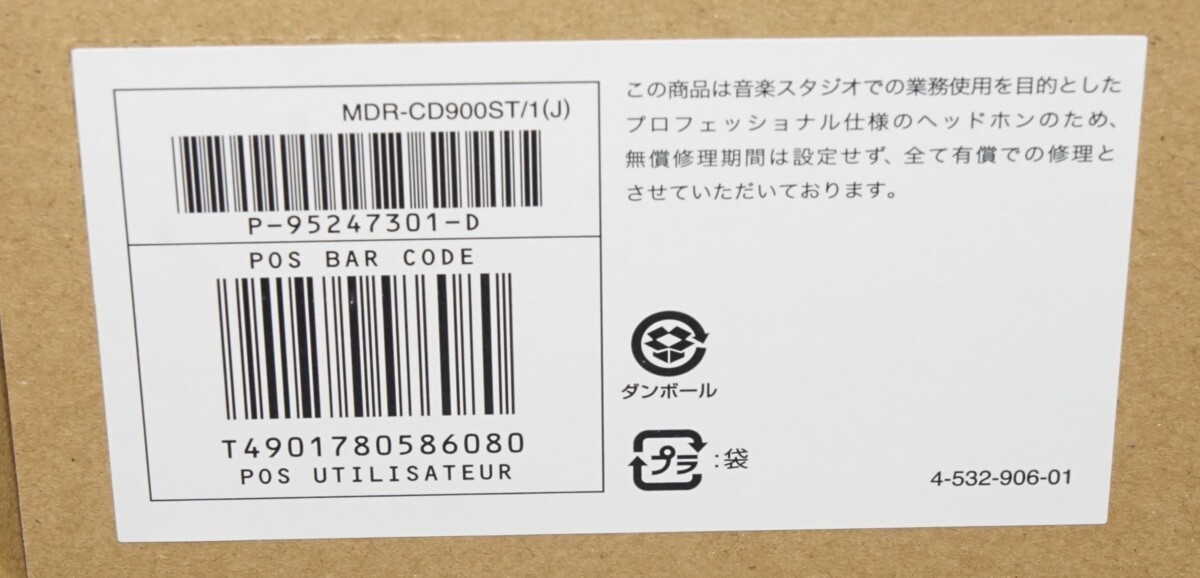 MDR-CD900ST/1(J)
P-95247301-D
POS BAR CODE
T4901780586080
POS UTILISATEUR
この商品は音楽スタジオでの業務使用を目的とした
プロフェッショナル仕様のヘッドホンのため、
無償修理期間は設定せず、全て有償での修理と
させていただいております。
ダンボール
プラ:袋
4-532-906-01